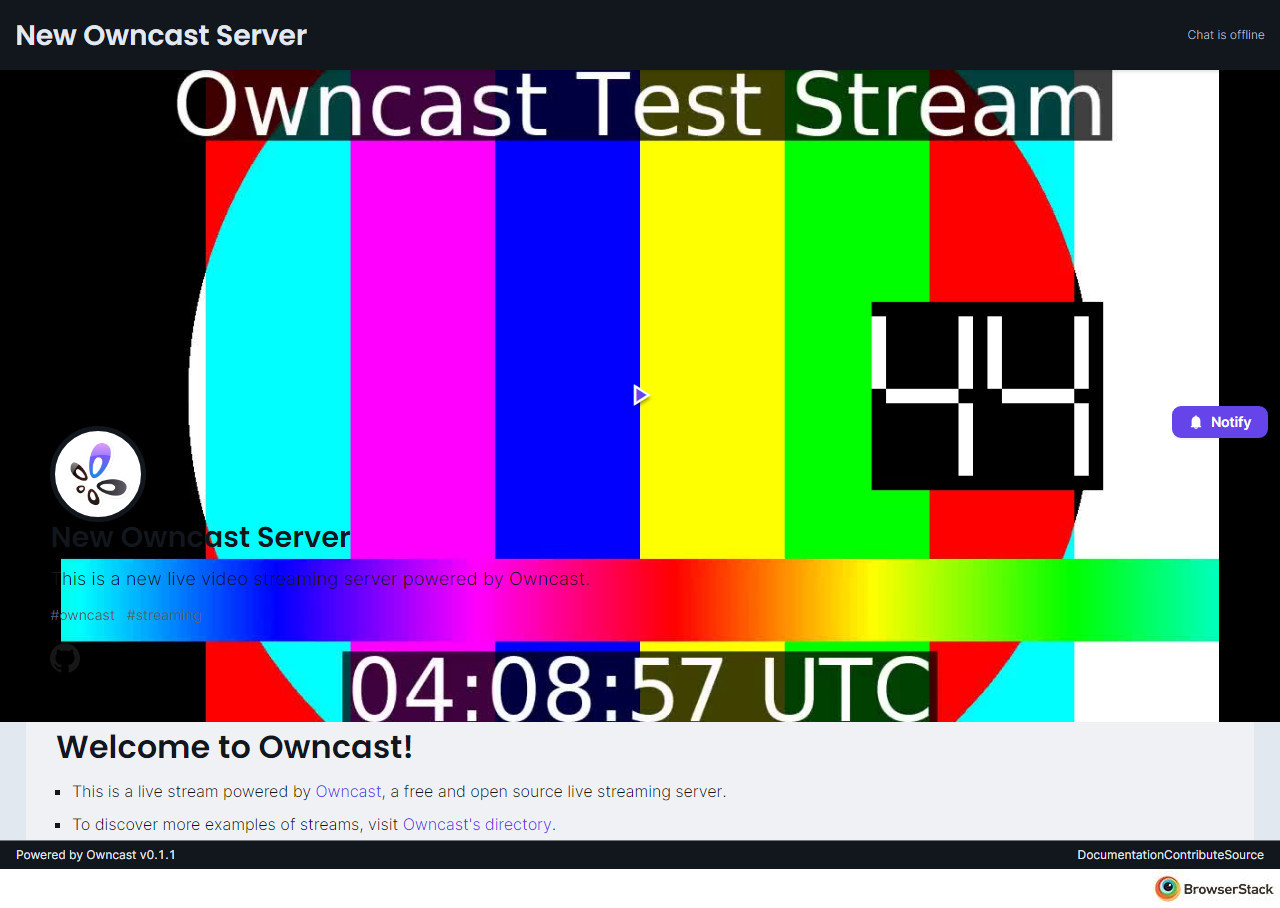 New Owncast Server
Chat is offline
Owncast Test Stream
44
Notify
New Owncast Server
This is a new live video streaming server powered by Owncast.
#owncast #streaming
04:08:57 UTC
Welcome to Owncast!
This is a live stream powered by Owncast, a free and open source live streaming server.
To discover more examples of streams, visit Owncast's directory.
Powered by Owncast v0.1.1
DocumentationContributeSource
BrowserStack